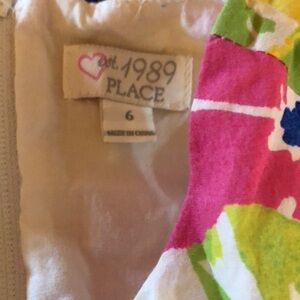 est. 1989
PLACE
6
MADE IN CHINA